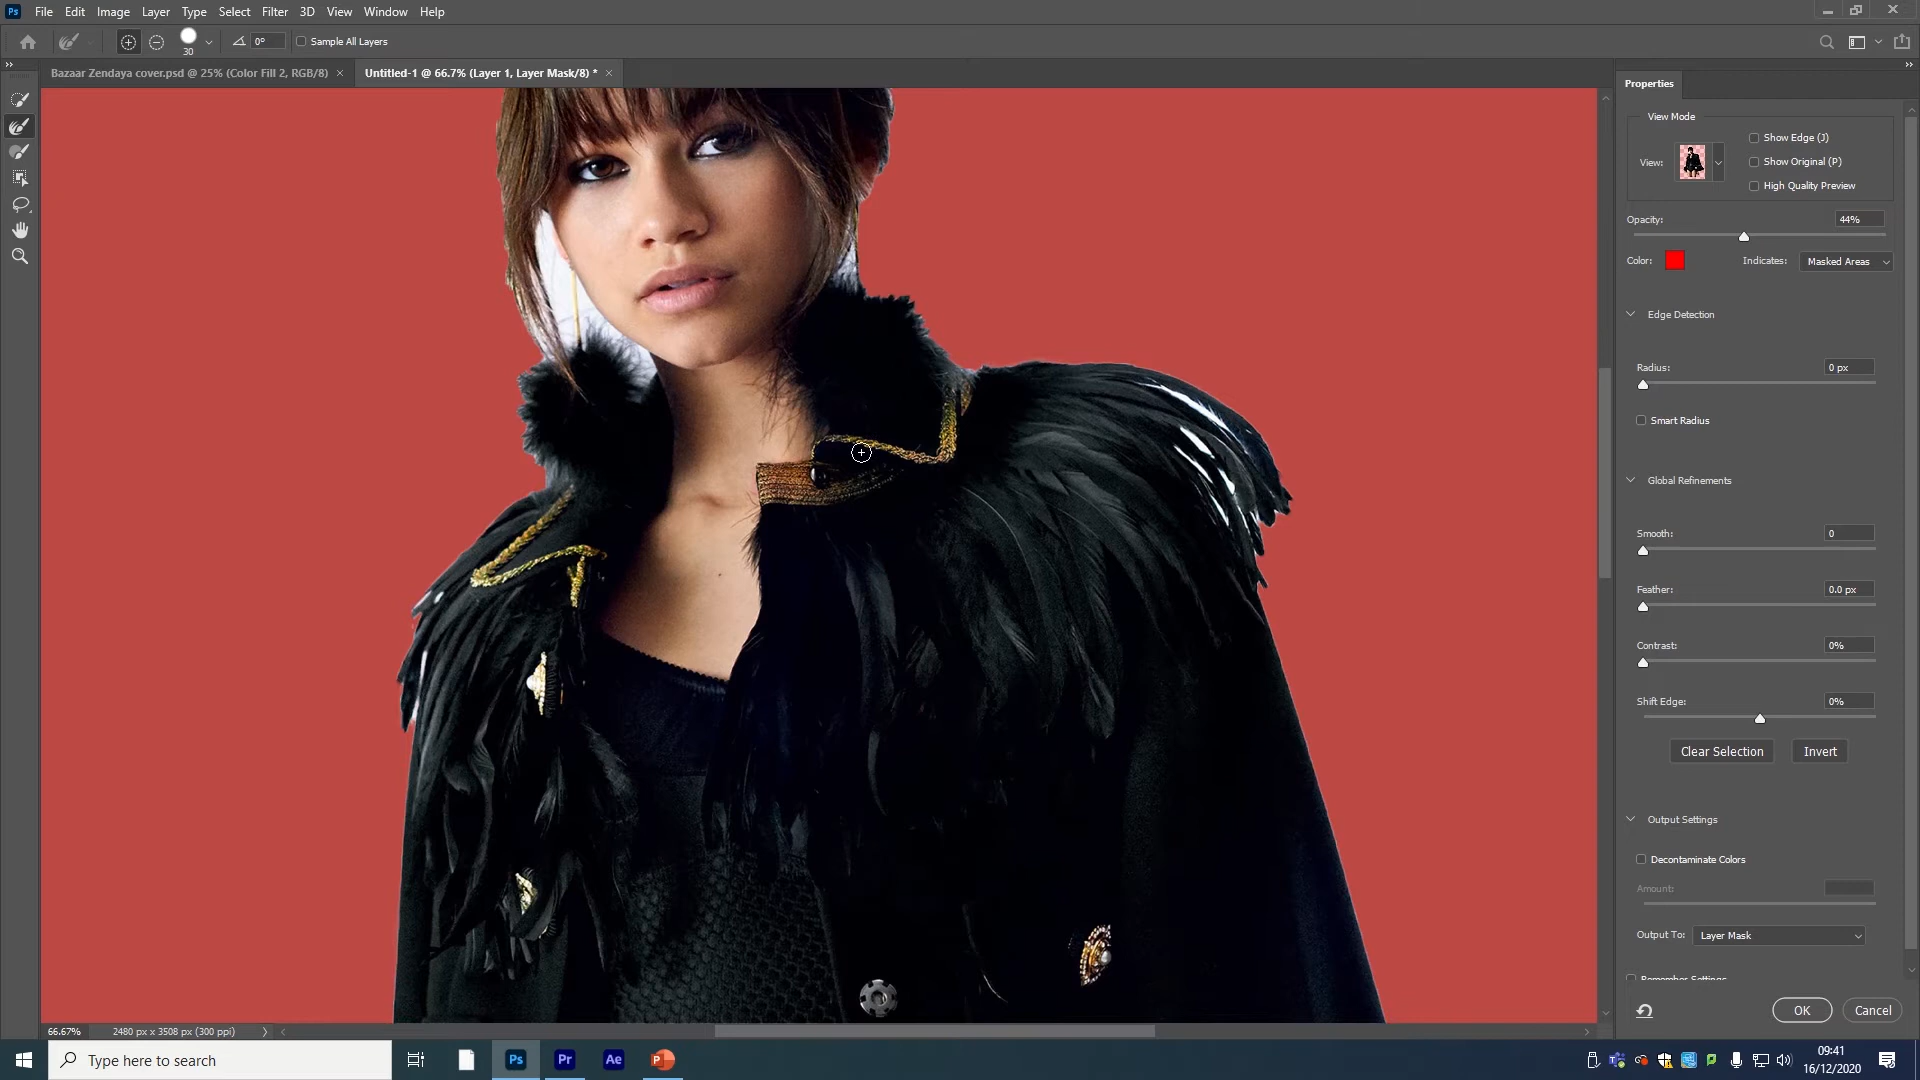 Ps File Edit Image Layer Type Select Filter 3D View Window Help
30 0° Sample All Layers
Bazaar Zendaya cover.psd @ 25% (Color Fill 2, RGB/8) × Untitled-1 @ 66.7% (Layer 1, Layer Mask/8) * ×
Properties
View Mode
View:
Show Edge (J)
Show Original (P)
High Quality Preview
Opacity: 44%
Color: Indicates: Masked Areas
Edge Detection
Radius: 0 px
Smart Radius
Global Refinements
Smooth: 0
Feather: 0.0 px
Contrast: 0%
Shift Edge: 0%
Clear Selection Invert
Output Settings
Decontaminate Colors
Amount:
Output To: Layer Mask
Remember Settings
OK Cancel
66.67% 2480 px x 3508 px (300 ppi)
Type here to search Ps Pr Ae P
09:41
16/12/2020